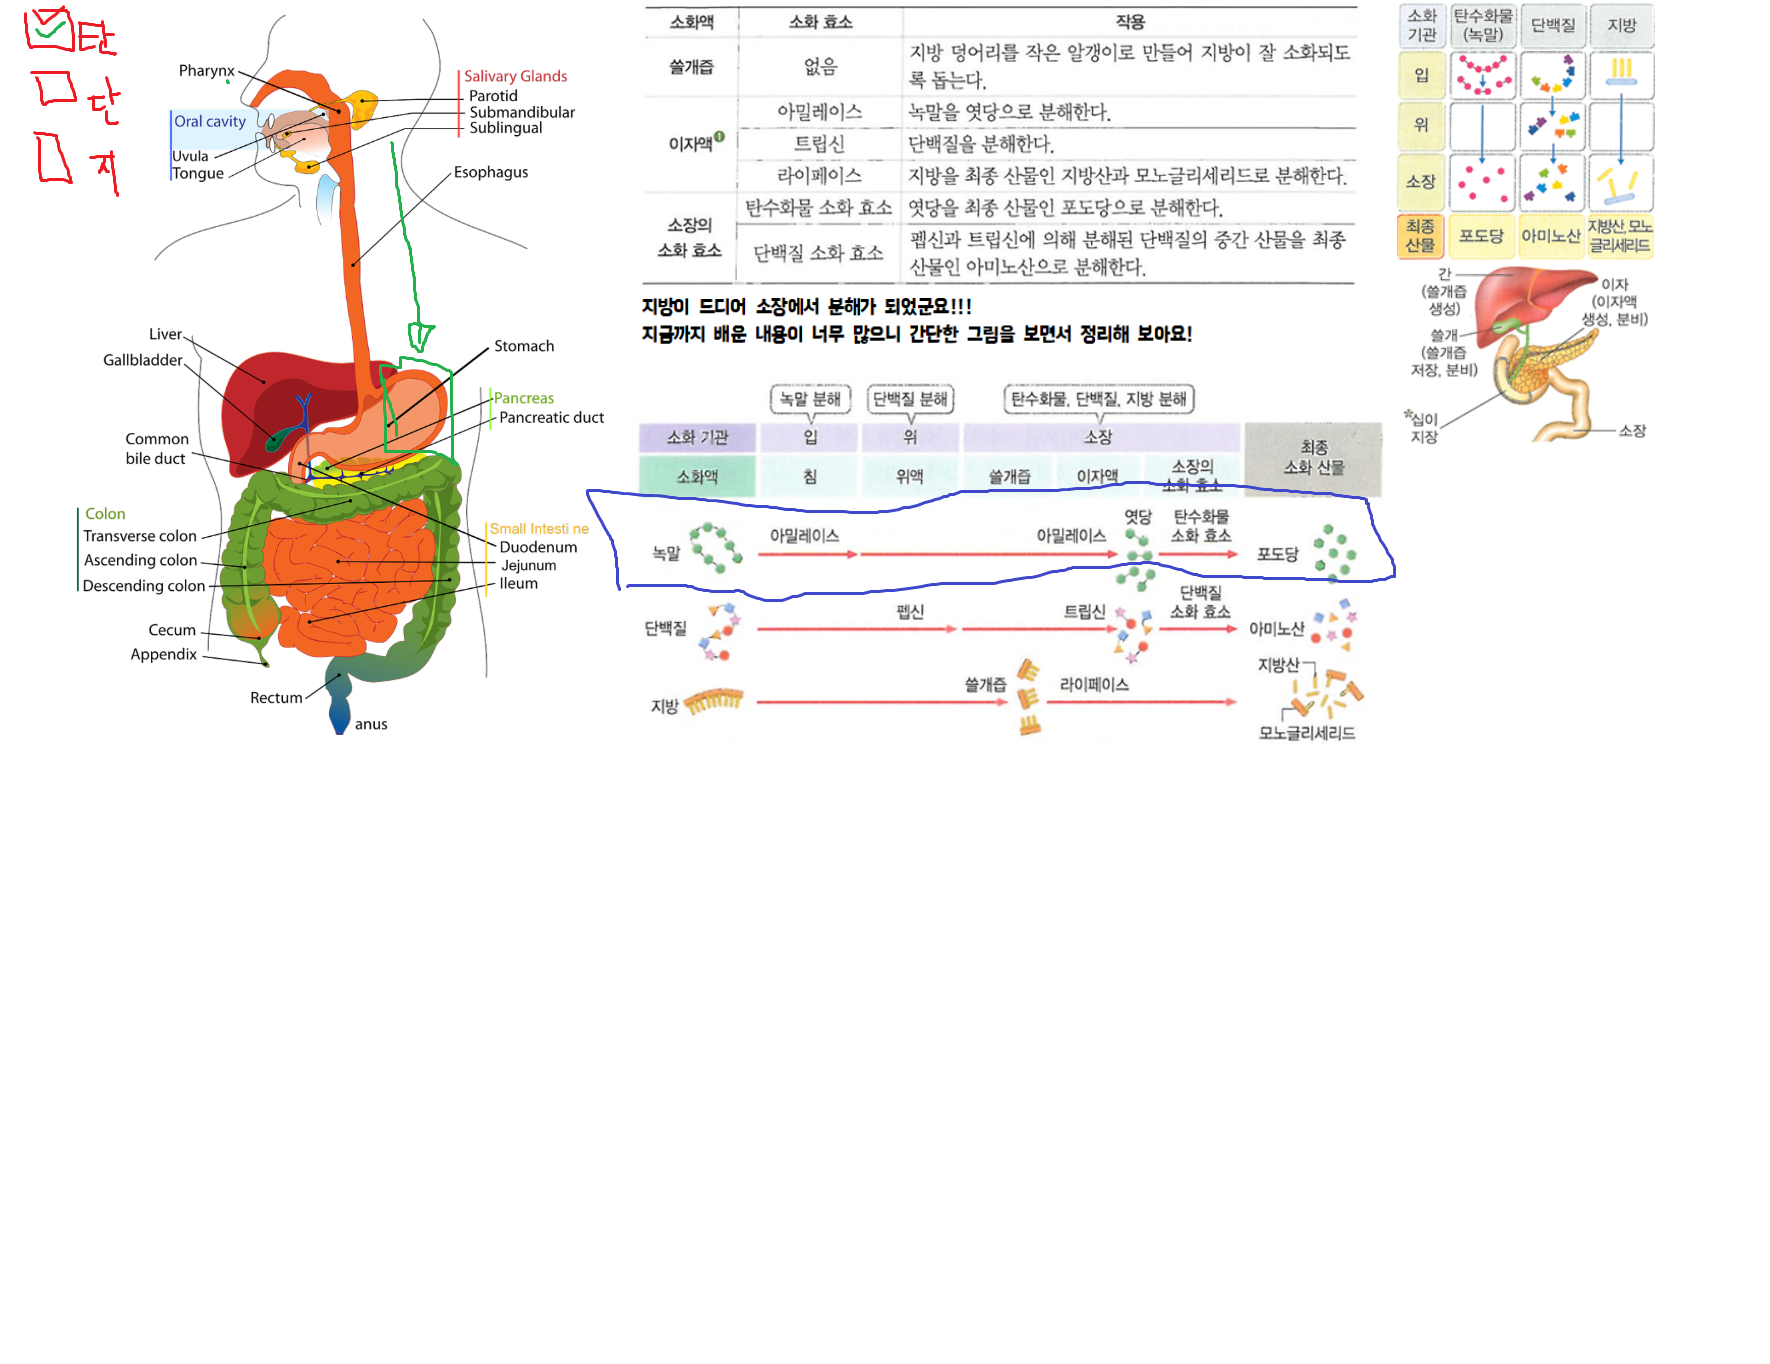 탄
단
지
Pharynx
Oral cavity
Uvula
Tongue
Salivary Glands
Parotid
Submandibular
Sublingual
Esophagus
Liver
Gallbladder
Stomach
Pancreas
Pancreatic duct
Common
bile duct
Colon
Transverse colon
Ascending colon
Descending colon
Small Intesti ne
Duodenum
Jejunum
Ileum
Cecum
Appendix
Rectum
anus
소화액 소화 효소 작용
쓸개즙 없음 지방 덩어리를 작은 알갱이로 만들어 지방이 잘 소화되도
록 돕는다.
이자액❶
아밀레이스 녹말을 엿당으로 분해한다.
트립신 단백질을 분해한다.
라이페이스 지방을 최종 산물인 지방산과 모노글리세리드로 분해한다.
소장의
소화 효소
탄수화물 소화 효소 엿당을 최종 산물인 포도당으로 분해한다.
단백질 소화 효소 펩신과 트립신에 의해 분해된 단백질의 중간 산물을 최종
산물인 아미노산으로 분해한다.
지방이 드디어 소장에서 분해가 되었군요!!!
지금까지 배운 내용이 너무 많으니 간단한 그림을 보면서 정리해 보아요!
녹말 분해 단백질 분해 탄수화물, 단백질, 지방 분해
소화 기관 입 위 소장
최종
소화 산물
소화액 침 위액 쓸개즙 이자액 소장의
소화 효소
녹말 아밀레이스 아밀레이스 엿당 탄수화물
소화 효소
포도당
단백질 펩신 트립신 단백질
소화 효소
아미노산
지방 쓸개즙 라이페이스 지방산
모노글리세리드
소화
기관
탄수화물
(녹말)
단백질
지방
입
위
소장
최종
산물
포도당
아미노산
지방산, 모노
글리세리드
간
(쓸개즙
생성)
이자
(이자액
생성, 분비)
쓸개
(쓸개즙
저장, 분비)
*십이
지장
소장